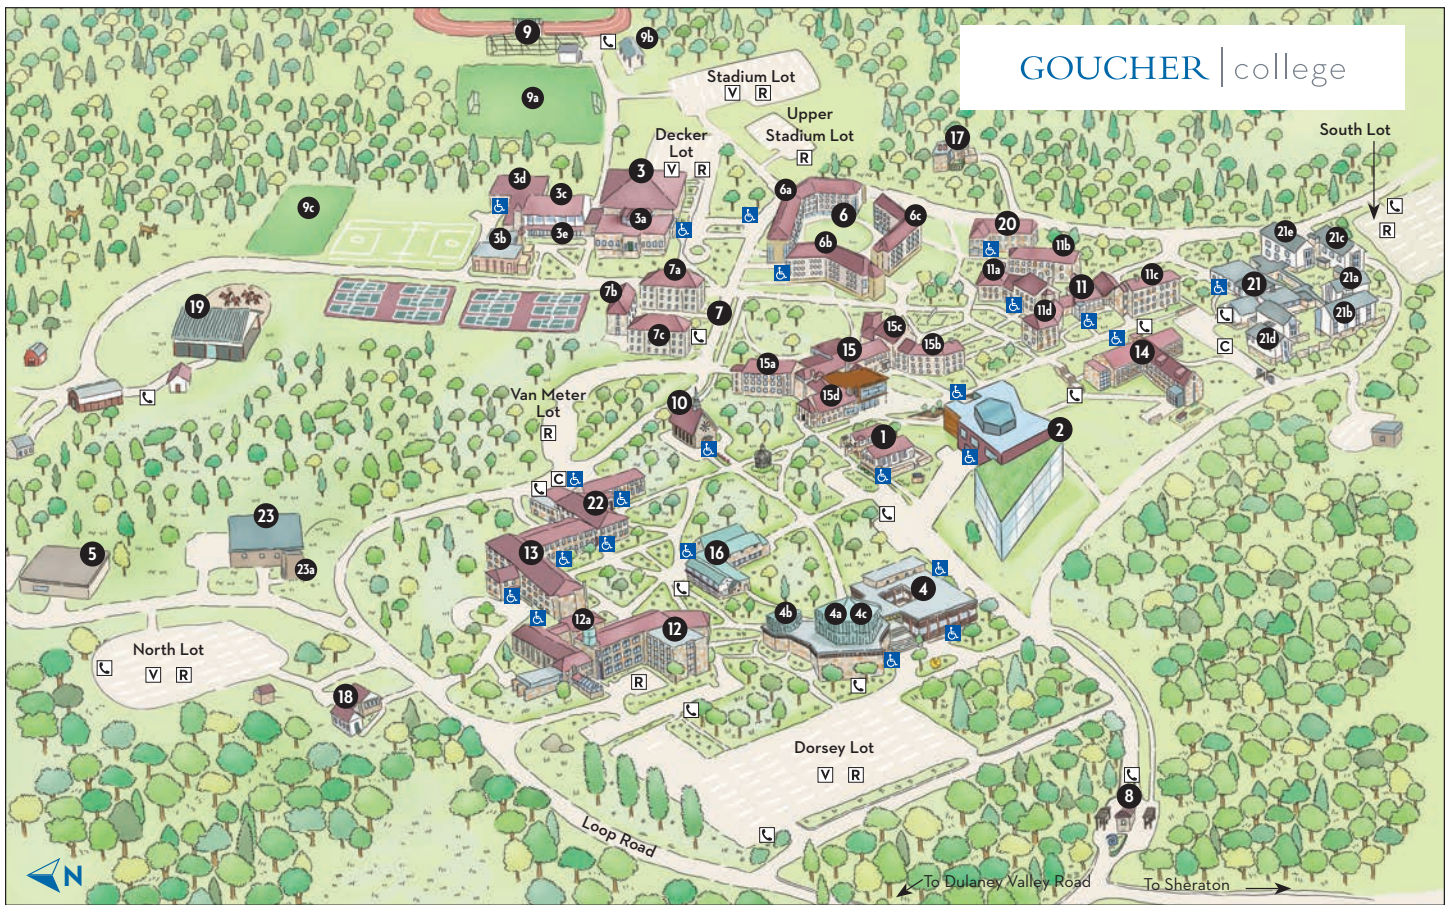 9
9b
GOUCHER | college
Stadium Lot
V R
9a
Upper
Stadium Lot
R
Decker
Lot
V R
17
South Lot
3d
3
3c
6a
9c
3a
6
6c
20
R
3b
3e
6b
11b
21e
21c
7a
11a
11
11c
21
21a
7b
19
7
11d
21b
7c
15c
15b
21d
C
15
14
15a
Van Meter
Lot
R
15d
10
1
2
C
22
23
5
13
16
23a
4
4b
4a
4c
12a
12
North Lot
V R
R
18
Dorsey Lot
V R
8
Loop Road
N
To Dulaney Valley Road
To Sheraton